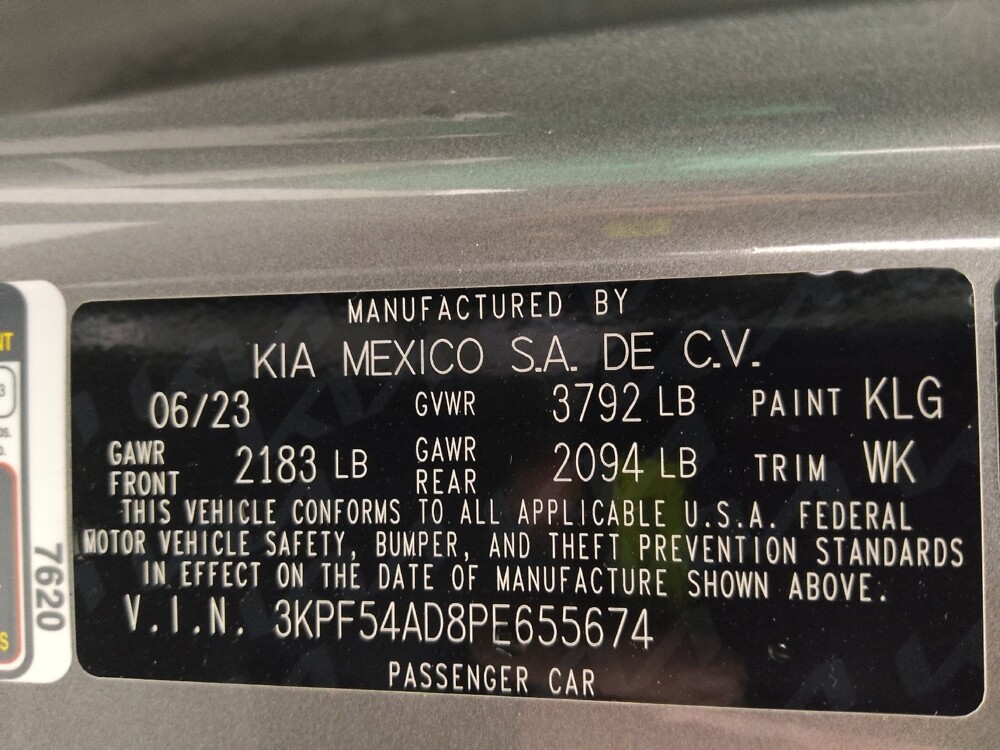 MANUFACTURED BY
KIA MEXICO S.A. DE C.V.
06/23 GVWR 3792 LB PAINT KLG
GAWR FRONT 2183 LB GAWR REAR 2094 LB TRIM WK
THIS VEHICLE CONFORMS TO ALL APPLICABLE U.S.A. FEDERAL
MOTOR VEHICLE SAFETY, BUMPER, AND THEFT PREVENTION STANDARDS
IN EFFECT ON THE DATE OF MANUFACTURE SHOWN ABOVE.
V.I.N. 3KPF54AD8PE655674
PASSENGER CAR
7620